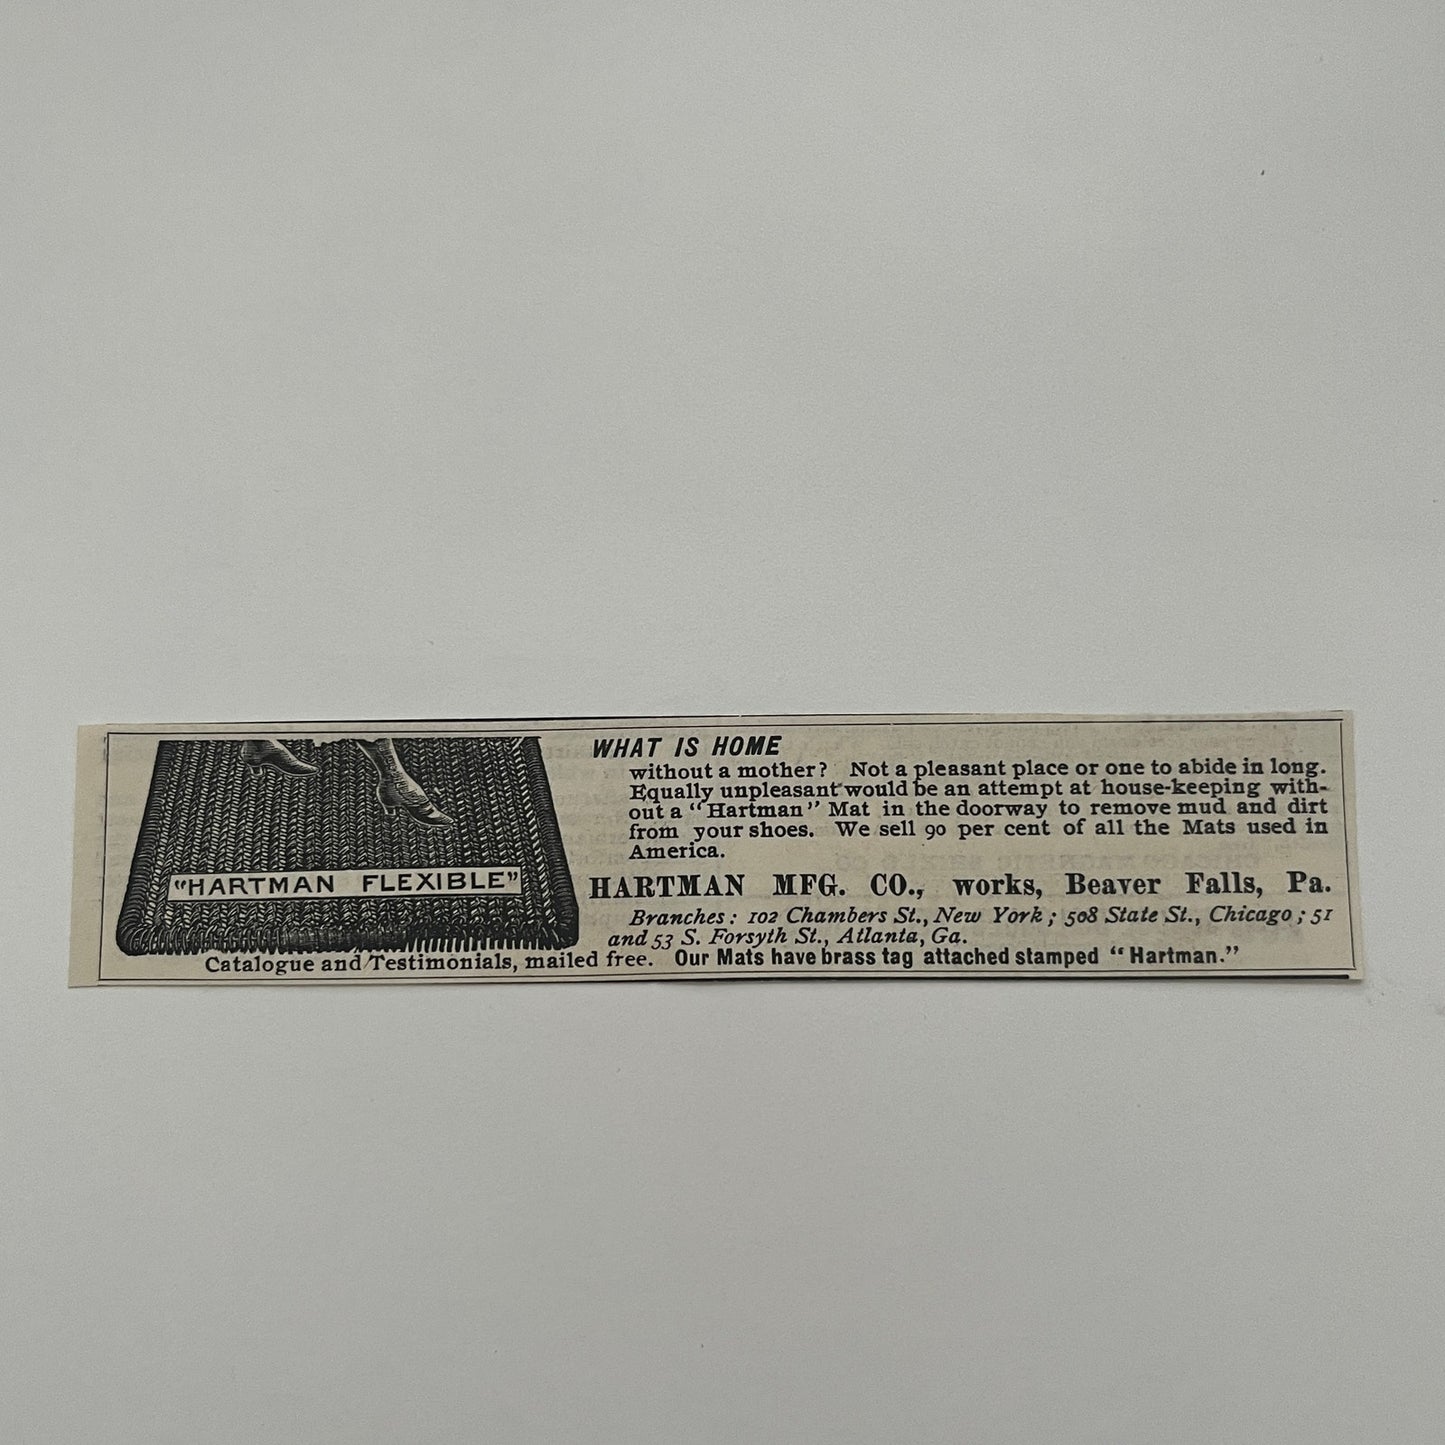 "HARTMAN FLEXIBLE"
WHAT IS HOME
without a mother? Not a pleasant place or one to abide in long.
Equally unpleasant would be an attempt at house-keeping with-
out a "Hartman" Mat in the doorway to remove mud and dirt
from your shoes. We sell 90 per cent of all the Mats used in
America.
HARTMAN MFG. CO., works, Beaver Falls, Pa.
Branches: 102 Chambers St., New York; 508 State St., Chicago; 51
and 53 S. Forsyth St., Atlanta, Ga.
Catalogue and Testimonials, mailed free. Our Mats have brass tag attached stamped "Hartman."